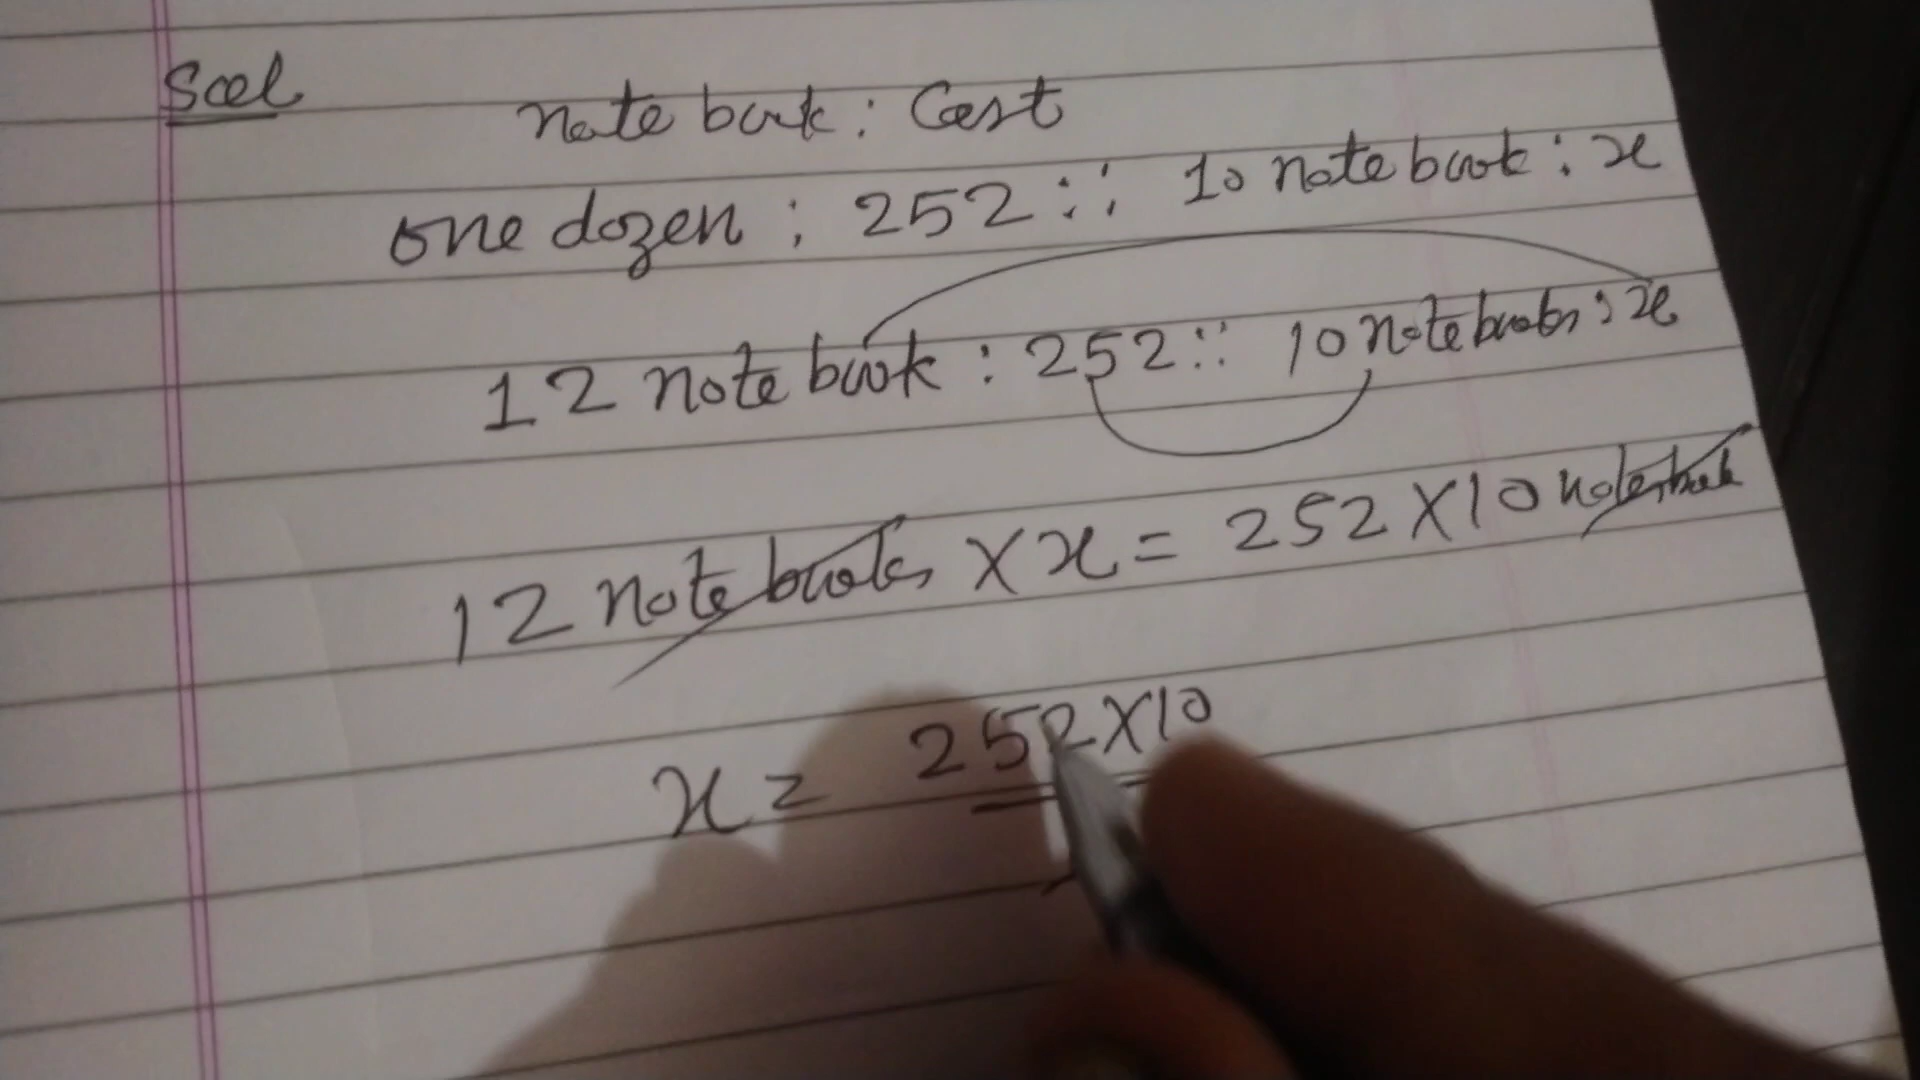 Sol
Note book : Cost
one dozen : 252 :: 10 note book : x
12 note book : 252 :: 10 note books : x
12 note books X x = 252 X 10 notebook
x = 252 X 10